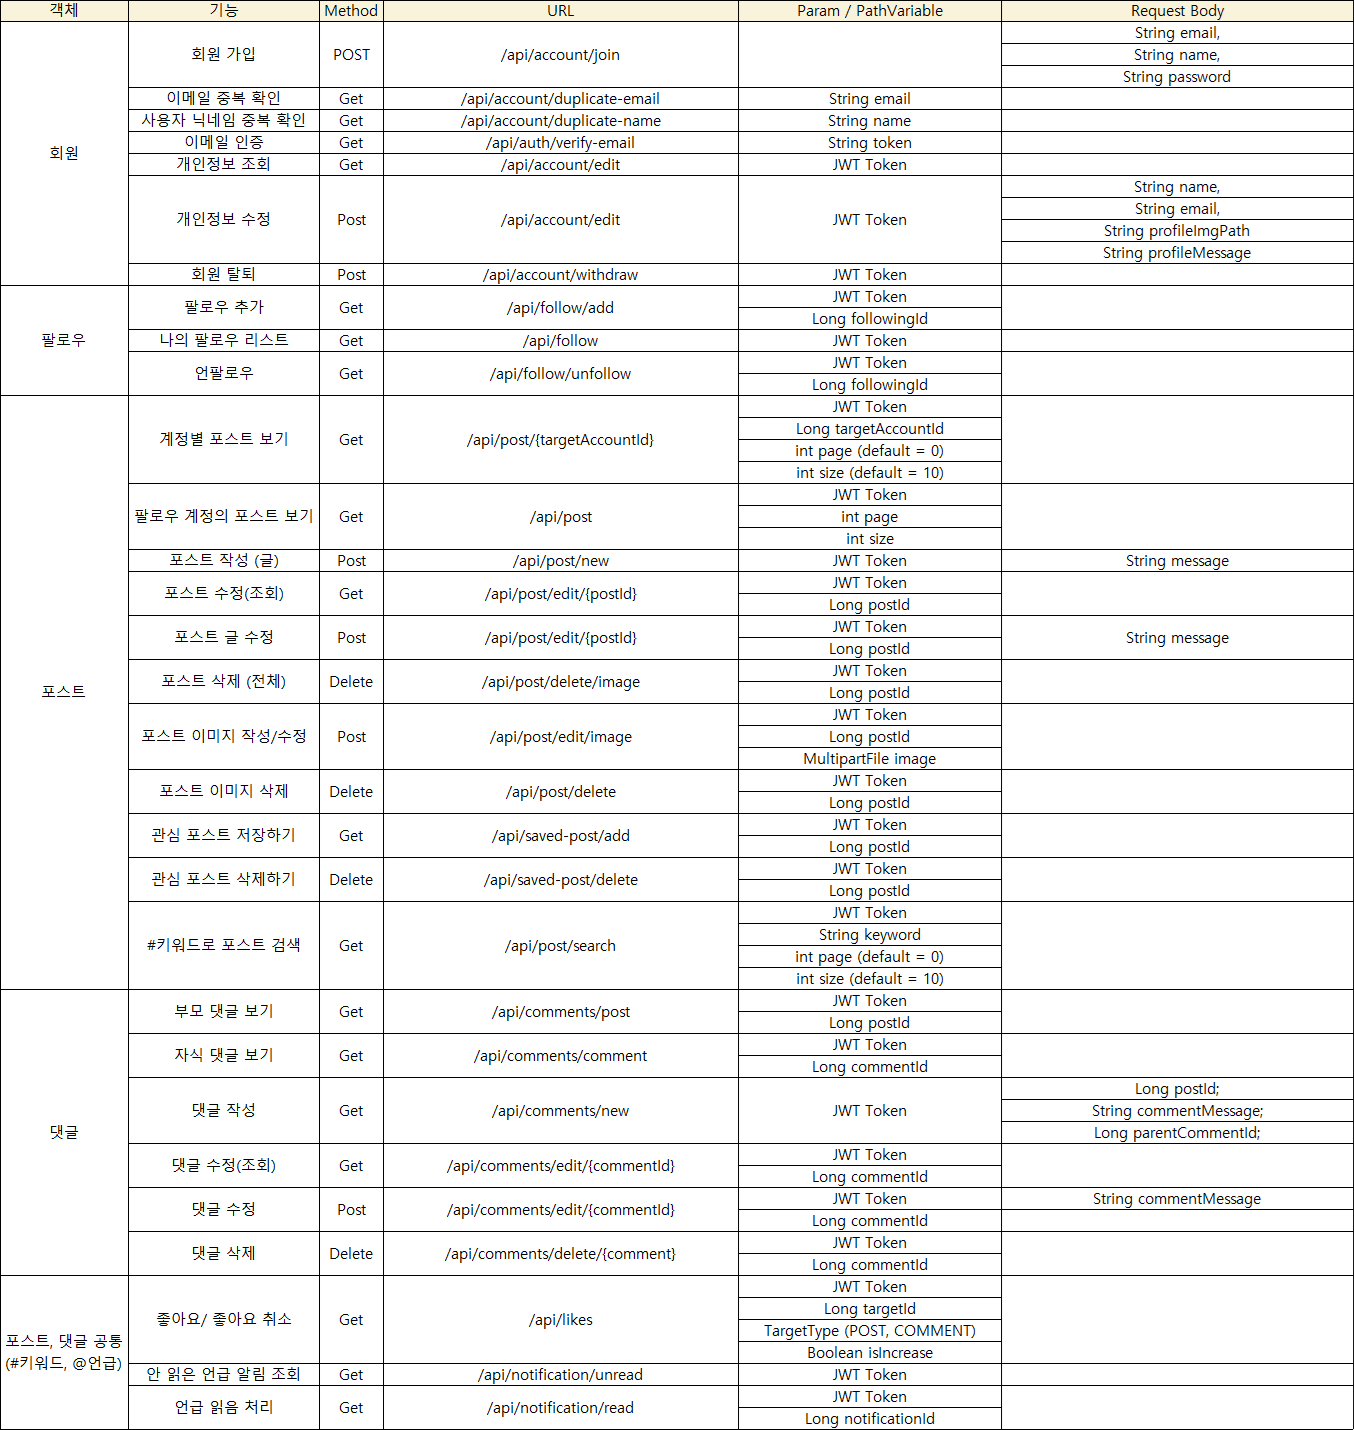 객체 기능 Method URL Param / PathVariable Request Body
회원 회원 가입 POST /api/account/join String email,
String name,
String password
이메일 중복 확인 Get /api/account/duplicate-email String email
사용자 닉네임 중복 확인 Get /api/account/duplicate-name String name
이메일 인증 Get /api/auth/verify-email String token
개인정보 조회 Get /api/account/edit JWT Token
개인정보 수정 Post /api/account/edit JWT Token String name,
String email,
String profileImgPath
String profileMessage
회원 탈퇴 Post /api/account/withdraw JWT Token
팔로우 팔로우 추가 Get /api/follow/add JWT Token
Long followingId
나의 팔로우 리스트 Get /api/follow JWT Token
언팔로우 Get /api/follow/unfollow JWT Token
Long followingId
포스트 계정별 포스트 보기 Get /api/post/{targetAccountId} JWT Token
Long targetAccountId
int page (default = 0)
int size (default = 10)
팔로우 계정의 포스트 보기 Get /api/post JWT Token
int page
int size
포스트 작성 (글) Post /api/post/new JWT Token String message
포스트 수정(조회) Get /api/post/edit/{postId} JWT Token
Long postId
포스트 글 수정 Post /api/post/edit/{postId} JWT Token String message
Long postId
포스트 삭제 (전체) Delete /api/post/delete/image JWT Token
Long postId
포스트 이미지 작성/수정 Post /api/post/edit/image JWT Token
Long postId
MultipartFile image
포스트 이미지 삭제 Delete /api/post/delete JWT Token
Long postId
관심 포스트 저장하기 Get /api/saved-post/add JWT Token
Long postId
관심 포스트 삭제하기 Delete /api/saved-post/delete JWT Token
Long postId
#키워드로 포스트 검색 Get /api/post/search JWT Token
String keyword
int page (default = 0)
int size (default = 10)
댓글 부모 댓글 보기 Get /api/comments/post JWT Token
Long postId
자식 댓글 보기 Get /api/comments/comment JWT Token
Long commentId
댓글 작성 Get /api/comments/new JWT Token Long postId;
String commentMessage;
Long parentCommentId;
댓글 수정(조회) Get /api/comments/edit/{commentId} JWT Token
Long commentId
댓글 수정 Post /api/comments/edit/{commentId} JWT Token String commentMessage
Long commentId
댓글 삭제 Delete /api/comments/delete/{comment} JWT Token
Long commentId
포스트, 댓글 공통
(#키워드, @언급) 좋아요/ 좋아요 취소 Get /api/likes JWT Token
Long targetId
TargetType (POST, COMMENT)
Boolean isIncrease
안 읽은 언급 알림 조회 Get /api/notification/unread JWT Token
언급 읽음 처리 Get /api/notification/read JWT Token
Long notificationId